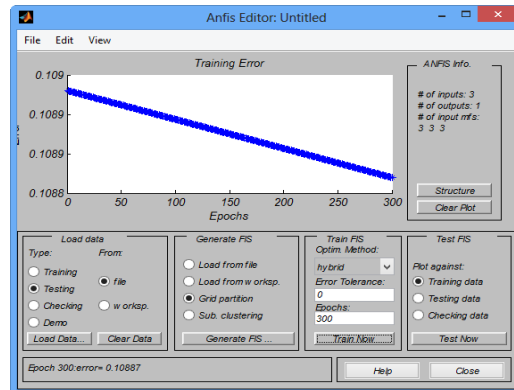 Anfis Editor: Untitled
File Edit View
Training Error
0.109
0.1089
0.1089
0.1088
0 50 100 150 200 250 300
Epochs
ANFIS Info.
# of inputs: 3
# of outputs: 1
# of input mfs:
3 3 3
Structure
Clear Plot
Load data
Type: From:
Training
Testing
Checking
Demo
file
w orksp.
Load Data... Clear Data
Generate FIS
Load from file
Load from w orksp.
Grid partition
Sub. clustering
Generate FIS ...
Train FIS
Optim. Method:
hybrid
Error Tolerance:
0
Epochs:
300
Train Now
Test FIS
Plot against:
Training data
Testing data
Checking data
Test Now
Epoch 300:error= 0.10887
Help Close